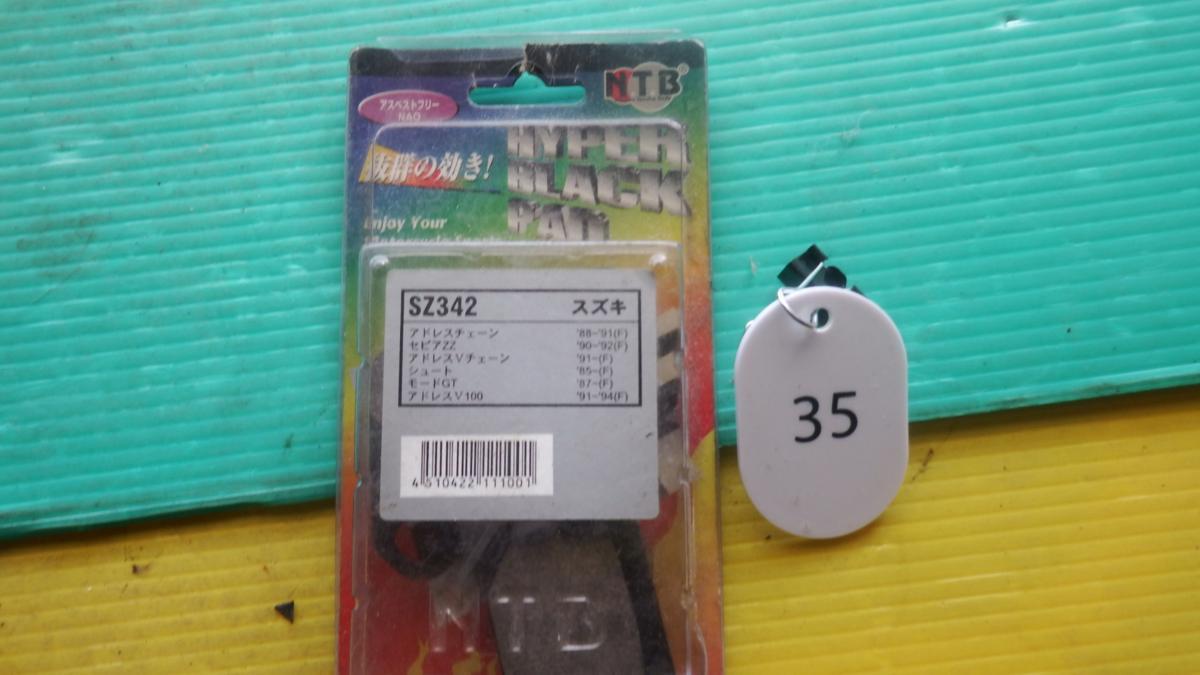 アスベストフリー
NAO
NTB
抜群の効き!
HYPER
BLACK
PAD
Enjoy Your
SZ342 スズキ
アドレスチェーン '88~'91(F)
セピアZZ '90~'92(F)
アドレスVチェーン '91~(F)
シュート '85~(F)
モードGT '87~(F)
アドレスV100 '91~'94(F)
4510422111001
NTB
35